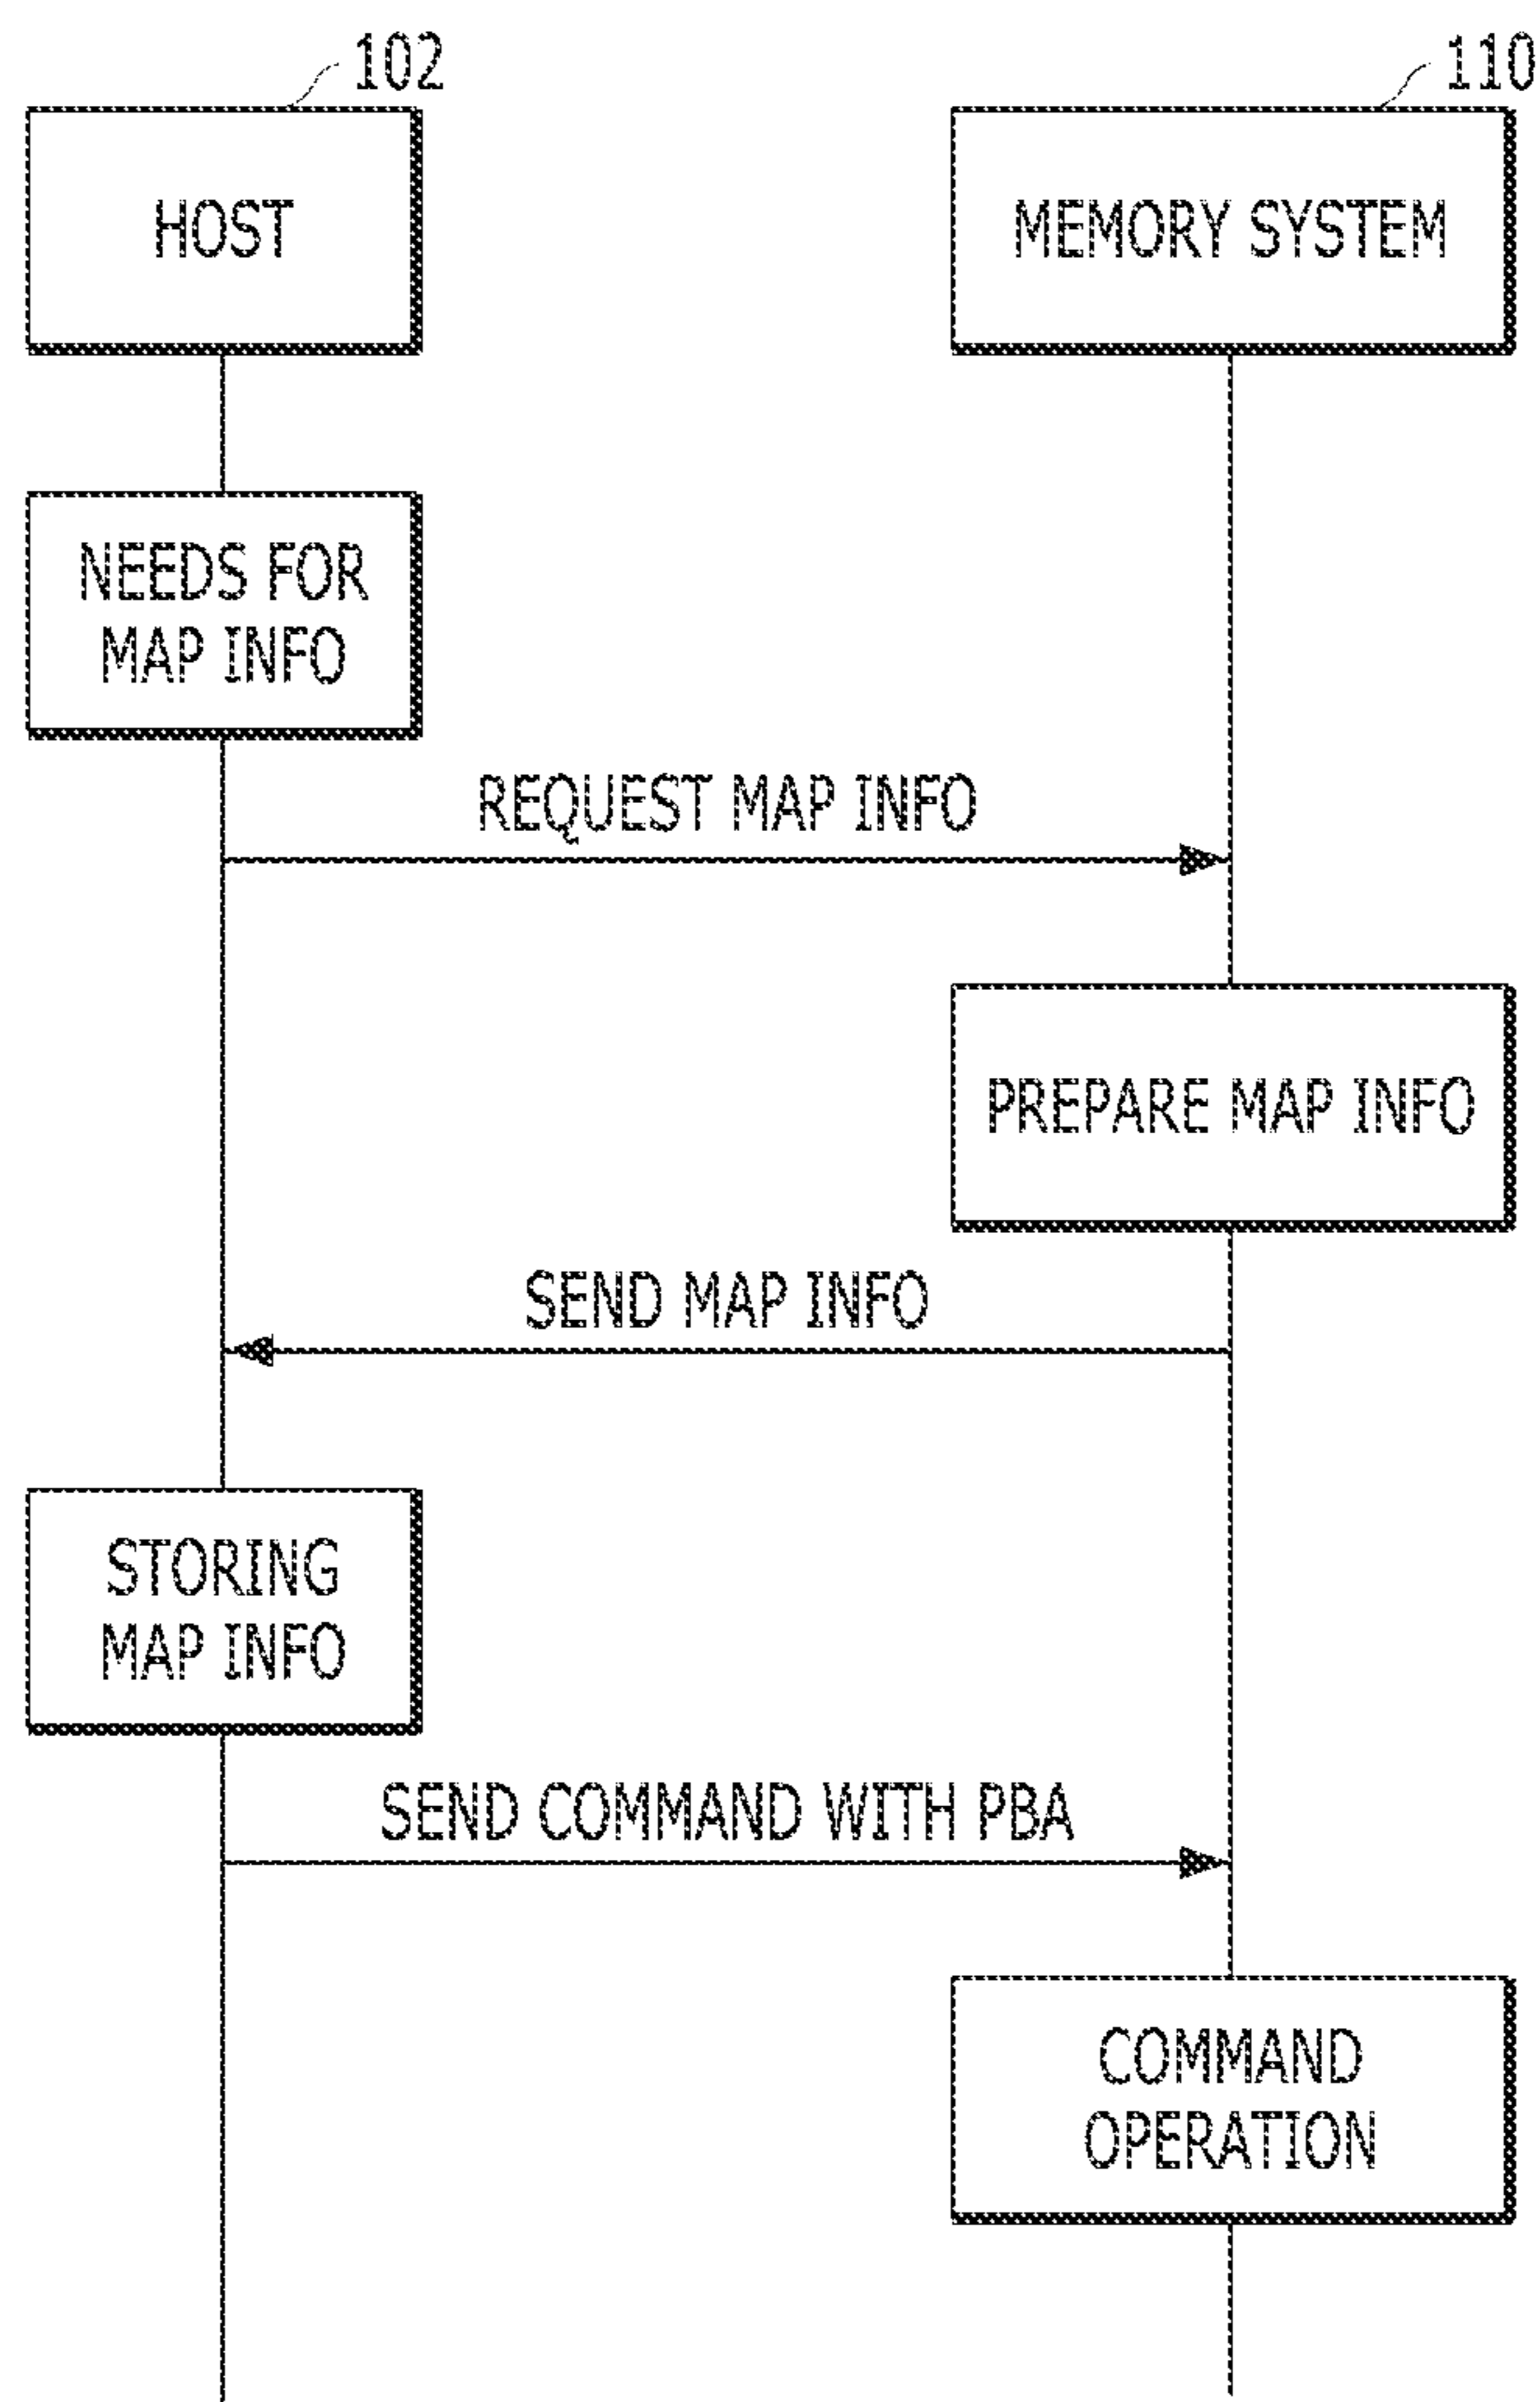 102
110
HOST
MEMORY SYSTEM
NEEDS FOR
MAP INFO
REQUEST MAP INFO
PREPARE MAP INFO
SEND MAP INFO
STORING
MAP INFO
SEND COMMAND WITH PBA
COMMAND
OPERATION